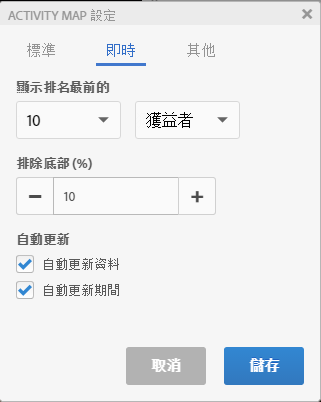 ACTIVITY MAP 設定
標準 即時 其他
顯示排名最前的
10 獲益者
排除底部 (%)
10
自動更新
自動更新資料
自動更新期間
取消 儲存